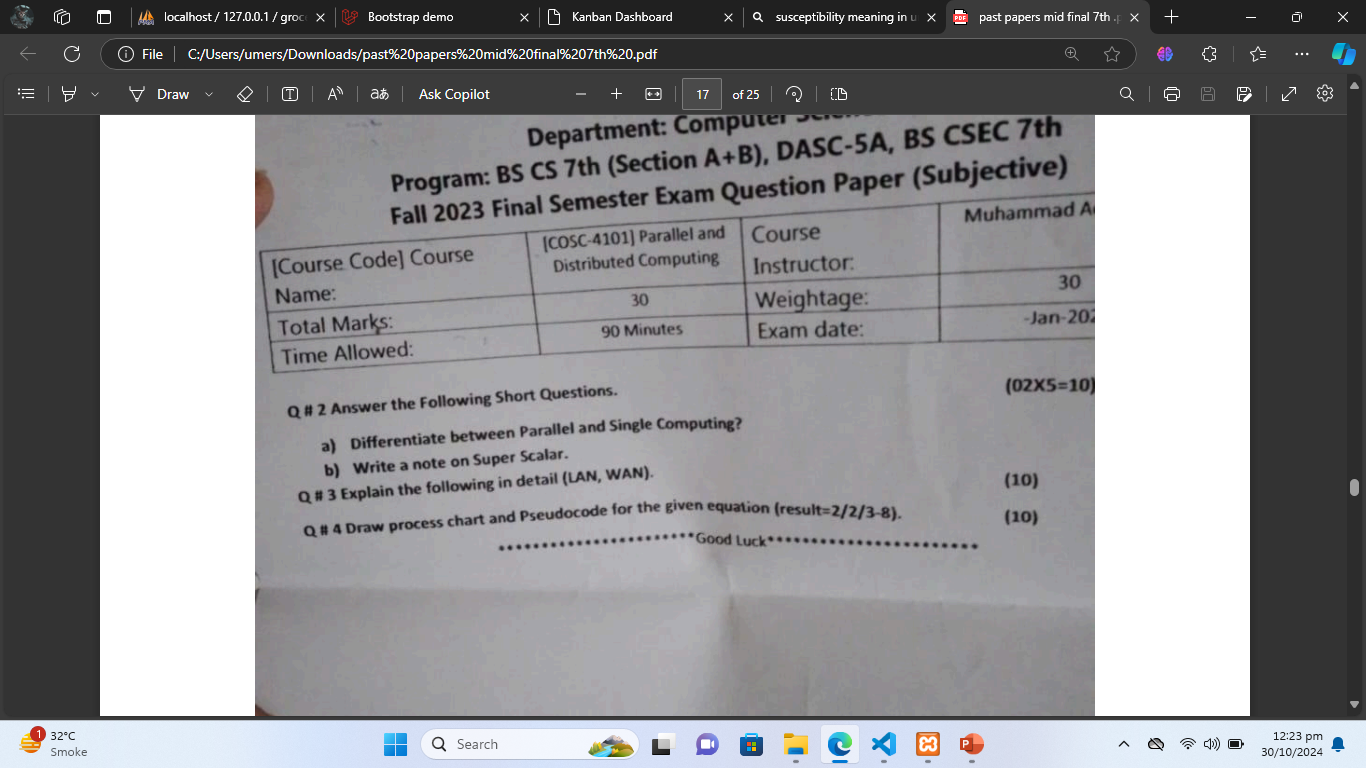 localhost / 127.0.0.1 / groc
Bootstrap demo
Kanban Dashboard
susceptibility meaning in u
past papers mid final 7th .p
File
C:/Users/umers/Downloads/past%20papers%20mid%20final%207th%20.pdf
Draw
Ask Copilot
17
of 25
Department: Computer
Program: BS CS 7th (Section A+B), DASC-5A, BS CSEC 7th
Fall 2023 Final Semester Exam Question Paper (Subjective)
[Course Code] Course Name:
[COSC-4101] Parallel and Distributed Computing
Course Instructor:
Muhammad A
Total Marks:
30
Weightage:
30
Time Allowed:
90 Minutes
Exam date:
-Jan-202
Q # 2 Answer the Following Short Questions. (02X5=10)
a) Differentiate between Parallel and Single Computing?
b) Write a note on Super Scalar.
Q # 3 Explain the following in detail (LAN, WAN). (10)
Q # 4 Draw process chart and Pseudocode for the given equation (result=2/2/3-8). (10)
**********************Good Luck************************
1
32°C
Smoke
Search
12:23 pm
30/10/2024